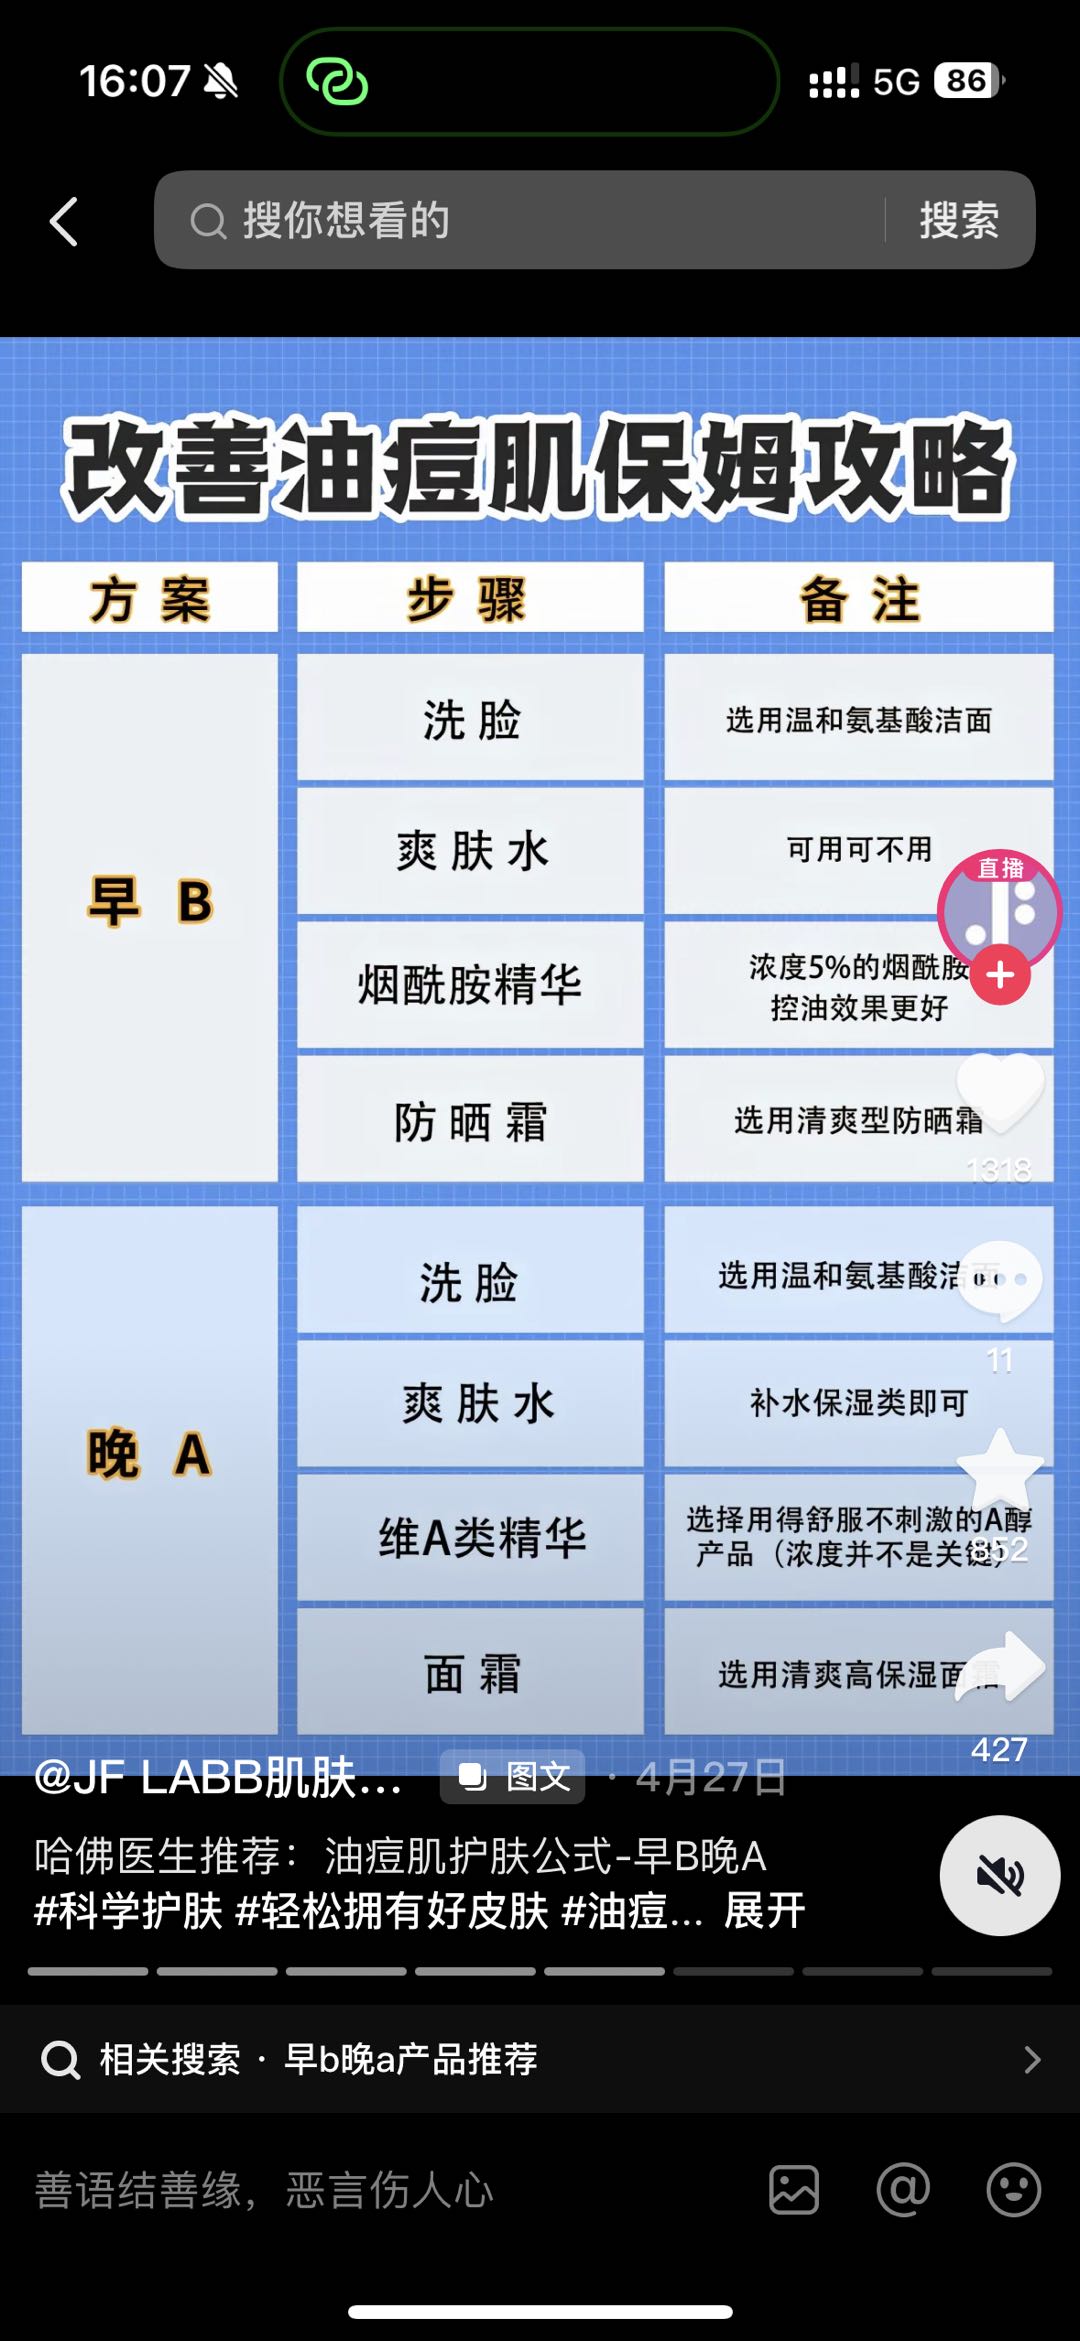 16:07
5G
86
搜你想看的
搜索
改善油痘肌保姆攻略
方案
步骤
备注
早 B
洗脸
选用温和氨基酸洁面
爽肤水
可用可不用
烟酰胺精华
浓度5%的烟酰胺
控油效果更好
防晒霜
选用清爽型防晒霜
直播
1318
晚 A
洗脸
选用温和氨基酸洁面
11
爽肤水
补水保湿类即可
维A类精华
选择用得舒服不刺激的A醇
产品（浓度并不是关键）
852
面霜
选用清爽高保湿面霜
427
@JF LABB肌肤...
图文
· 4月27日
哈佛医生推荐：油痘肌护肤公式-早B晚A
#科学护肤 #轻松拥有好皮肤 #油痘... 展开
相关搜索 · 早b晚a产品推荐
善语结善缘，恶言伤人心